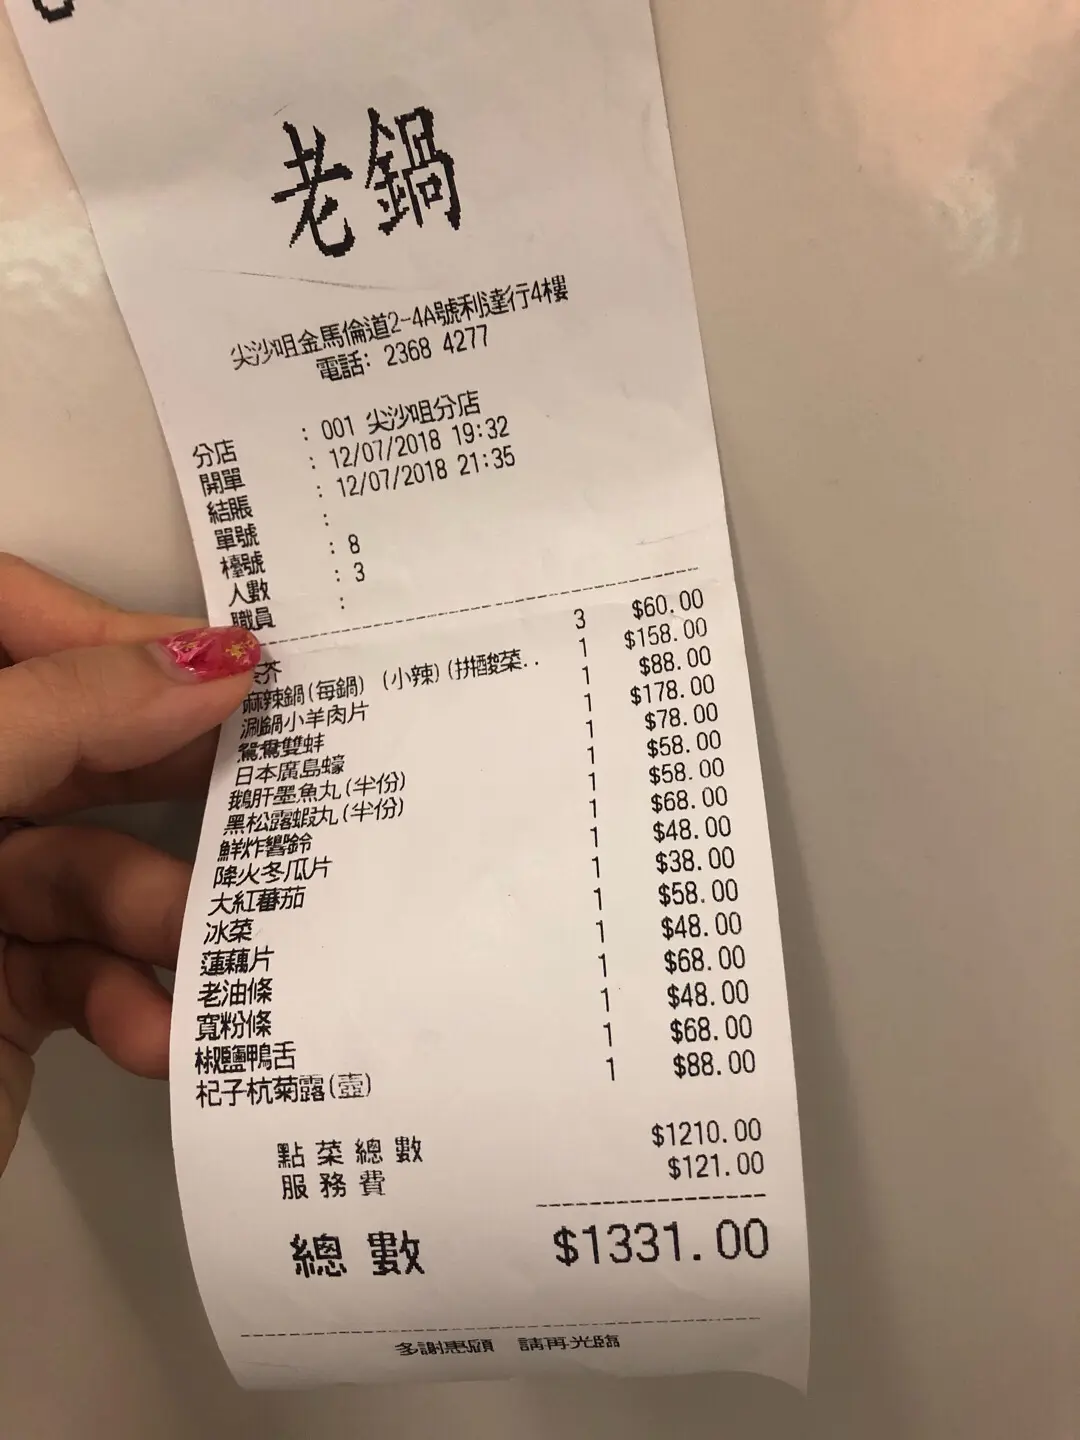 老鍋
尖沙咀金馬倫道2-4A號利達行4樓
電話: 2368 4277
分店 : 001 尖沙咀分店
開單 : 12/07/2018 19:32
結賬 : 12/07/2018 21:35
單號 :
檯號 : 8
人數 : 3
職員 :
芥 3 $60.00
麻辣鍋(每鍋) (小辣)(拼酸菜.. 1 $158.00
涮鍋小羊肉片 1 $88.00
鴛鴦雙蚌 1 $178.00
日本廣島蠔 1 $78.00
鵝肝墨魚丸(半份) 1 $58.00
黑松露蝦丸(半份) 1 $58.00
鮮炸響鈴 1 $68.00
降火冬瓜片 1 $48.00
大紅蕃茄 1 $38.00
冰菜 1 $58.00
蓮藕片 1 $48.00
老油條 1 $68.00
寬粉條 1 $48.00
椒鹽鴨舌 1 $68.00
杞子杭菊露(壺) 1 $88.00
點菜總數 $1210.00
服務費 $121.00
總數 $1331.00
多謝惠顧 請再光臨